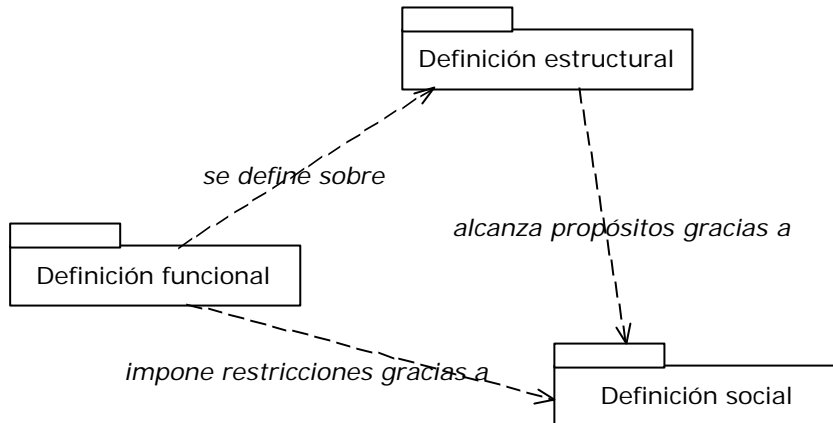 Definición estructural
se define sobre
alcanza propósitos gracias a
Definición funcional
impone restricciones gracias a
Definición social